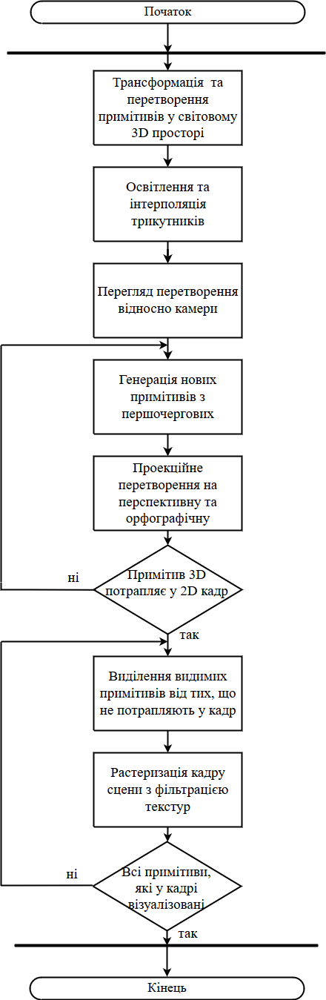 Початок
Трансформація та
перетворення
примітивів у світовому
3D просторі
Освітлення та
інтерполяція
трикутників
Перегляд перетворення
відносно камери
Генерація нових
примітивів з
першочергових
Проекційне
перетворення на
перспективну та
орфографічну
Примітив 3D
потрапляє у 2D кадр
ні
так
Виділення видимих
примітивів від тих, що
не потрапляють у кадр
Растеризація кадру
сцени з фільтрацією
текстур
Всі примітиви,
які у кадрі
візуалізовані
ні
так
Кінець